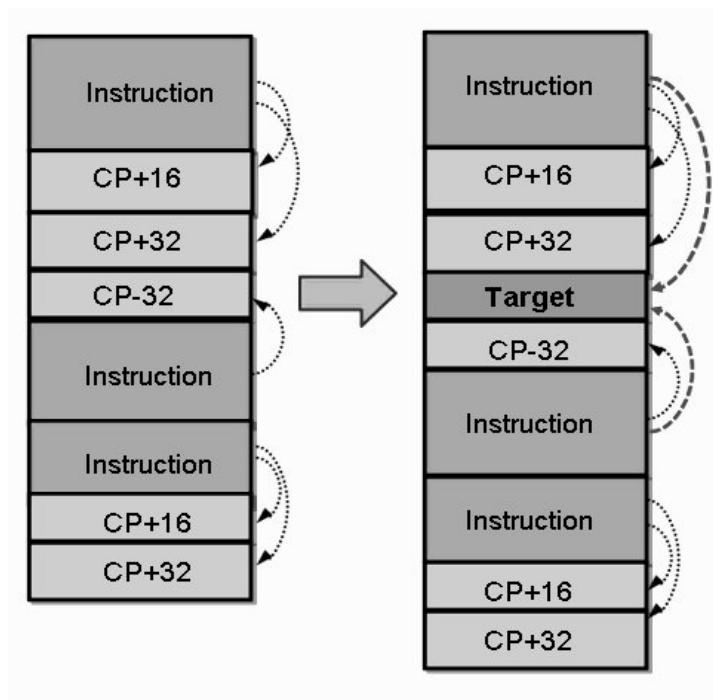 Instruction
CP+16
CP+32
CP-32
Instruction
Instruction
CP+16
CP+32
Instruction
CP+16
CP+32
Target
CP-32
Instruction
Instruction
CP+16
CP+32